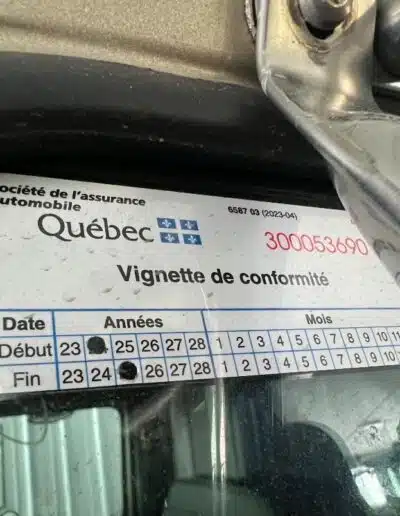 ociété de l'assurance
utomobile
Québec
6587 03 (2023-04)
300053690
Vignette de conformité
Date Années Mois
Début 23 25 26 27 28 1 2 3 4 5 6 7 8 9 10 11
Fin 23 24 26 27 28 1 2 3 4 5 6 7 8 9 10